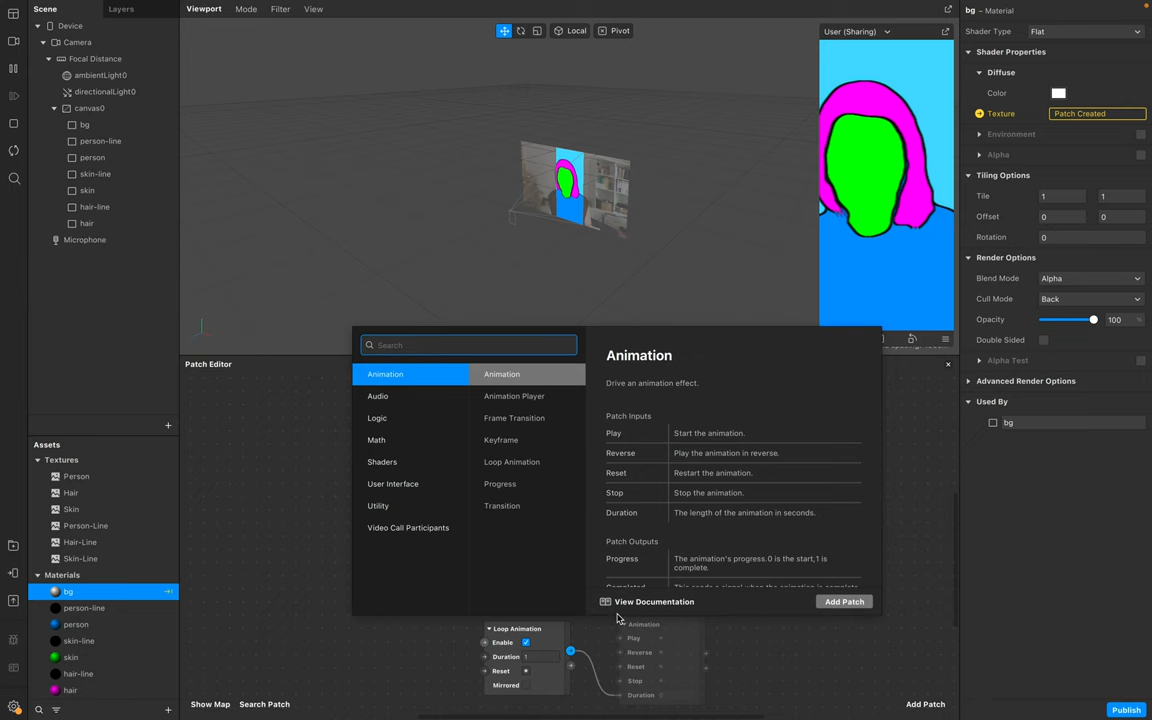 Scene
Layers
Device
Camera
Focal Distance
ambientLight0
directionalLight0
canvas0
bg
person-line
person
skin-line
skin
hair-line
hair
Microphone
Assets
Textures
Person
Hair
Skin
Person-Line
Hair-Line
Skin-Line
Materials
bg
person-line
person
skin-line
skin
hair-line
hair
Viewport
Mode
Filter
View
Local
Pivot
User (Sharing)
Patch Editor
Search
Animation
Audio
Logic
Math
Shaders
User Interface
Utility
Video Call Participants
Animation
Animation Player
Frame Transition
Keyframe
Loop Animation
Progress
Transition
Animation
Drive an animation effect.
Patch Inputs
Play Start the animation.
Reverse Play the animation in reverse.
Reset Restart the animation.
Stop Stop the animation.
Duration The length of the animation in seconds.
Patch Outputs
Progress The animation's progress.0 is the start,1 is
complete.
View Documentation
Add Patch
Loop Animation
Enable
Duration 1
Reset
Mirrored
Animation
Play
Reverse
Reset
Stop
Duration
Show Map
Search Patch
Add Patch
bg – Material
Shader Type Flat
Shader Properties
Diffuse
Color
Texture Patch Created
Environment
Alpha
Tiling Options
Tile 1 1
Offset 0 0
Rotation 0
Render Options
Blend Mode Alpha
Cull Mode Back
Opacity 100 %
Double Sided
Alpha Test
Advanced Render Options
Used By
bg
Publish